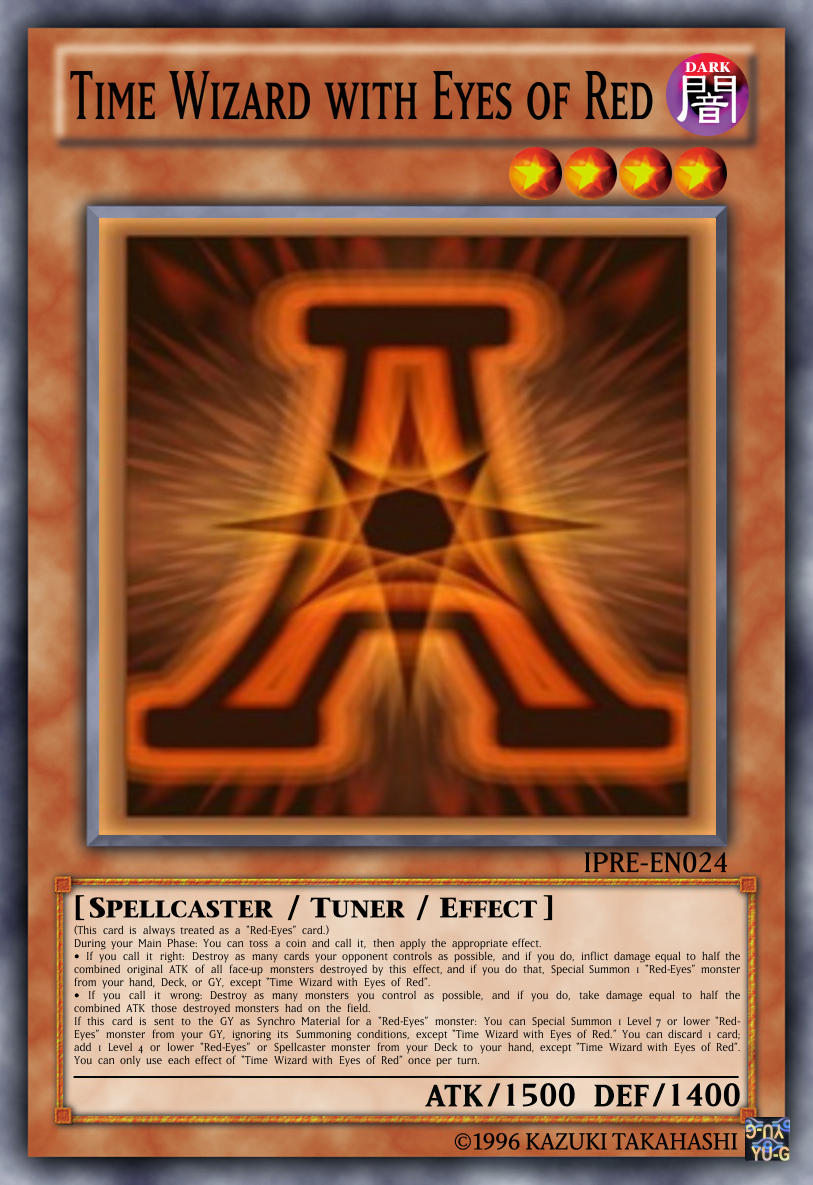 TIME WIZARD WITH EYES OF RED
DARK
闇
A
IPRE-EN024
[ SPELLCASTER / TUNER / EFFECT ]
(This card is always treated as a "Red-Eyes" card.)
During your Main Phase: You can toss a coin and call it, then apply the appropriate effect.
• If you call it right: Destroy as many cards your opponent controls as possible, and if you do, inflict damage equal to half the
combined original ATK of all face-up monsters destroyed by this effect, and if you do that, Special Summon 1 "Red-Eyes" monster
from your hand, Deck, or GY, except "Time Wizard with Eyes of Red".
• If you call it wrong: Destroy as many monsters you control as possible, and if you do, take damage equal to half the
combined ATK those destroyed monsters had on the field.
If this card is sent to the GY as Synchro Material for a "Red-Eyes" monster: You can Special Summon 1 Level 7 or lower "Red-
Eyes" monster from your GY, ignoring its Summoning conditions, except "Time Wizard with Eyes of Red." You can discard 1 card;
add 1 Level 4 or lower "Red-Eyes" or Spellcaster monster from your Deck to your hand, except "Time Wizard with Eyes of Red".
You can only use each effect of "Time Wizard with Eyes of Red" once per turn.
ATK/1500 DEF/1400
©1996 KAZUKI TAKAHASHI
YU-G
YU-G